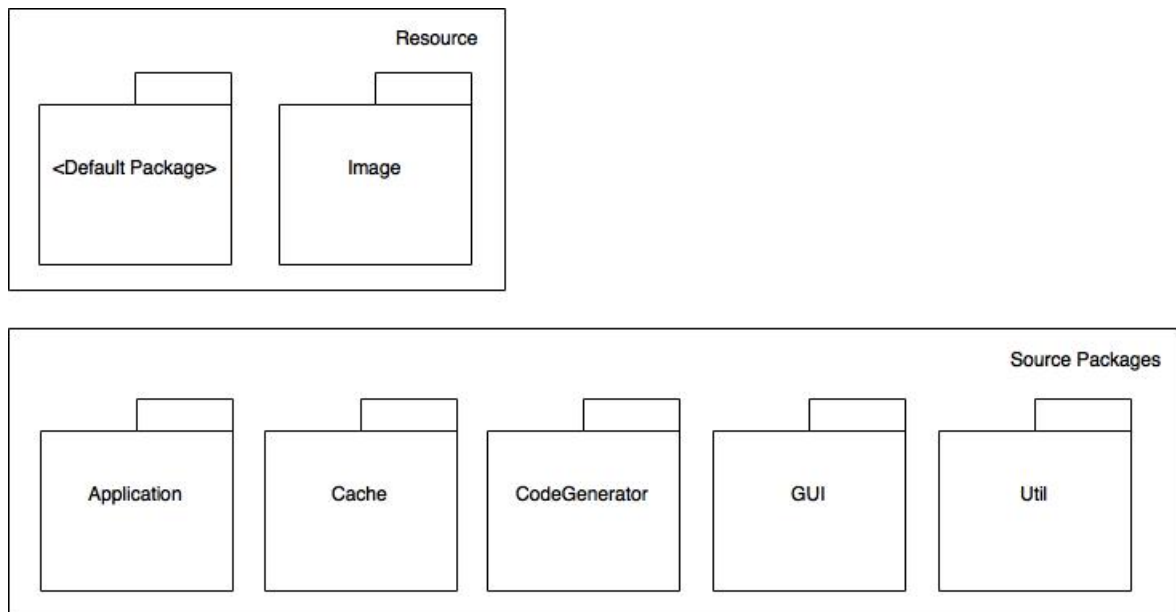 Resource
<Default Package>
Image
Source Packages
Application
Cache
CodeGenerator
GUI
Util